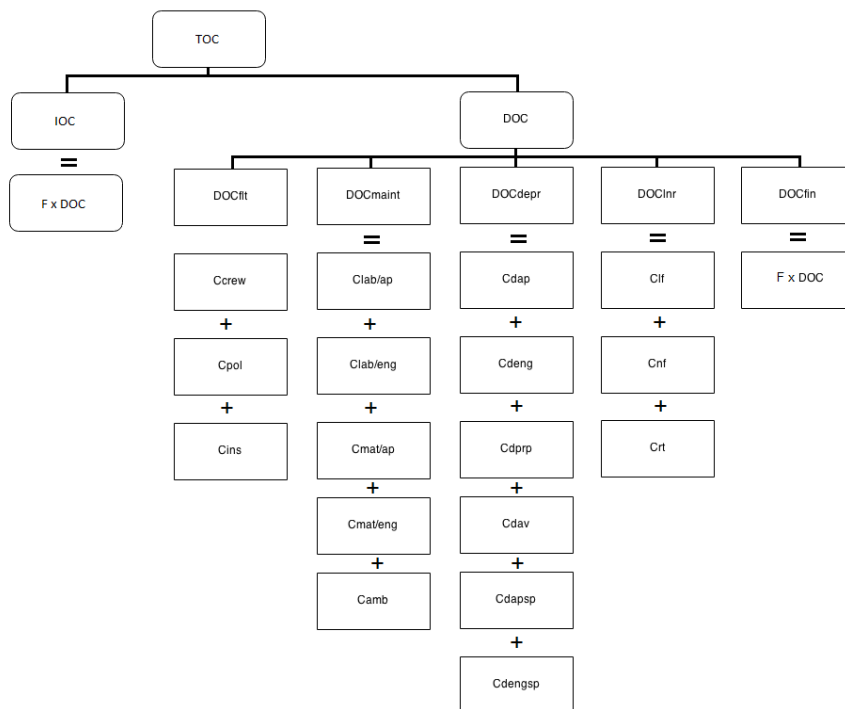 TOC
IOC
DOC
=
F x DOC
DOCflt
DOCmaint
DOCdepr
DOClnr
DOCfin
=
=
=
=
Ccrew
Clab/ap
Cdap
Clf
F x DOC
+
+
+
+
Cpol
Clab/eng
Cdeng
Cnf
+
+
+
+
Cins
Cmat/ap
Cdprp
Crt
+
+
Cmat/eng
Cdav
+
+
Camb
Cdapsp
+
Cdengsp